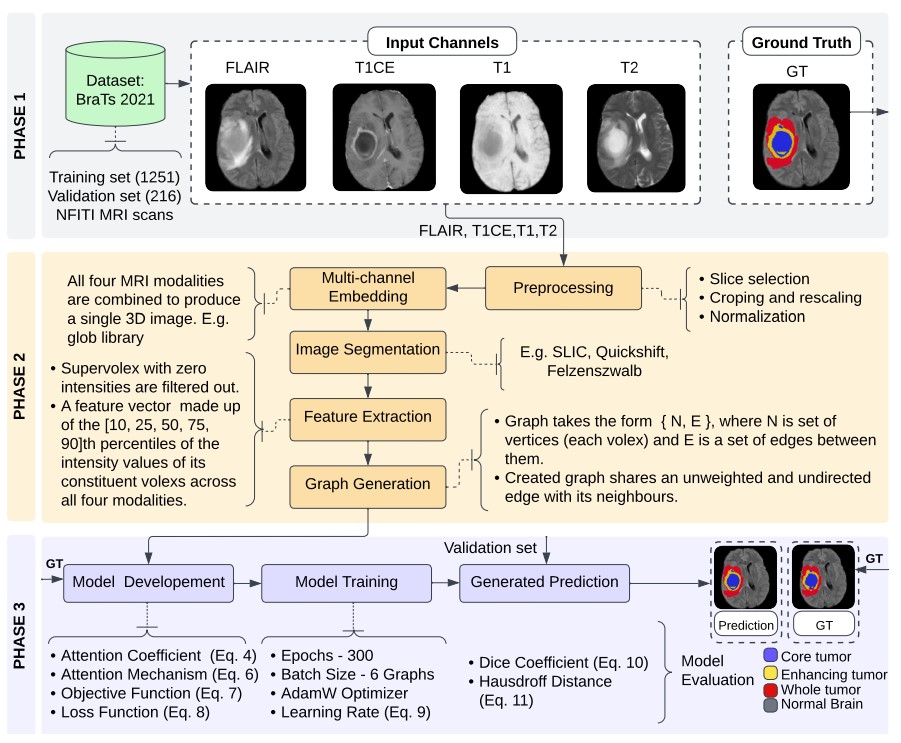 PHASE 1
Dataset:
BraTs 2021
Training set (1251)
Validation set (216)
NFITI MRI scans
Input Channels
FLAIR
T1CE
T1
T2
Ground Truth
GT
FLAIR, T1CE,T1,T2
PHASE 2
All four MRI modalities
are combined to produce
a single 3D image. E.g.
glob library
Multi-channel
Embedding
Preprocessing
• Slice selection
• Croping and rescaling
• Normalization
Image Segmentation
E.g. SLIC, Quickshift,
Felzenszwalb
• Supervolex with zero
intensities are filtered out.
• A feature vector made up
of the [10, 25, 50, 75,
90]th percentiles of the
intensity values of its
constituent volexs across
all four modalities.
Feature Extraction
Graph Generation
• Graph takes the form { N, E }, where N is set of
vertices (each volex) and E is a set of edges between
them.
• Created graph shares an unweighted and undirected
edge with its neighbours.
PHASE 3
GT
Model Developement
Model Training
Validation set
Generated Prediction
Prediction
GT
GT
• Attention Coefficient (Eq. 4)
• Attention Mechanism (Eq. 6)
• Objective Function (Eq. 7)
• Loss Function (Eq. 8)
• Epochs - 300
• Batch Size - 6 Graphs
• AdamW Optimizer
• Learning Rate (Eq. 9)
• Dice Coefficient (Eq. 10)
• Hausdroff Distance
(Eq. 11)
Model
Evaluation
Core tumor
Enhancing tumor
Whole tumor
Normal Brain